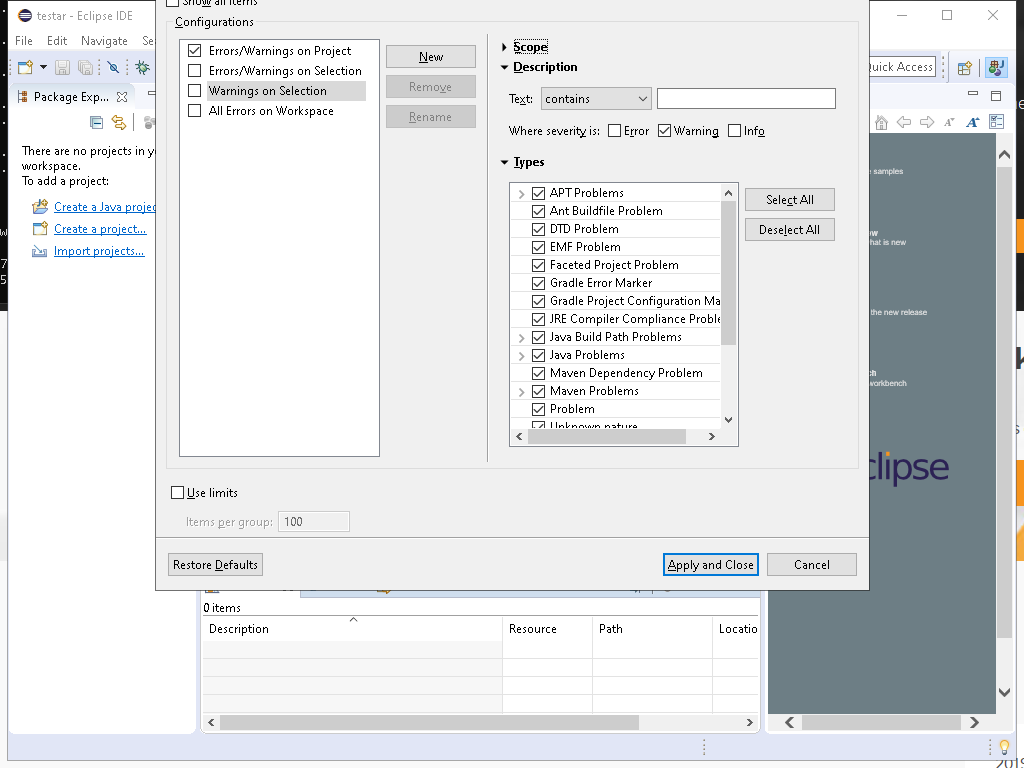 Show all items
testar - Eclipse IDE
File Edit Navigate Se
Quick Access
Package Exp...
There are no projects in y
workspace.
To add a project:
Create a Java projec
Create a project...
Import projects...
Configurations
Errors/Warnings on Project
Errors/Warnings on Selection
Warnings on Selection
All Errors on Workspace
New
Remove
Rename
Scope
Description
Text: contains
Where severity is: Error Warning Info
Types
APT Problems
Ant Buildfile Problem
DTD Problem
EMF Problem
Faceted Project Problem
Gradle Error Marker
Gradle Project Configuration Ma
JRE Compiler Compliance Proble
Java Build Path Problems
Java Problems
Maven Dependency Problem
Maven Problems
Problem
Unknown nature
Select All
Deselect All
Use limits
Items per group: 100
Restore Defaults
Apply and Close
Cancel
samples
hat is new
the new release
workbench
clipse
0 items
Description Resource Path Locatio
2019